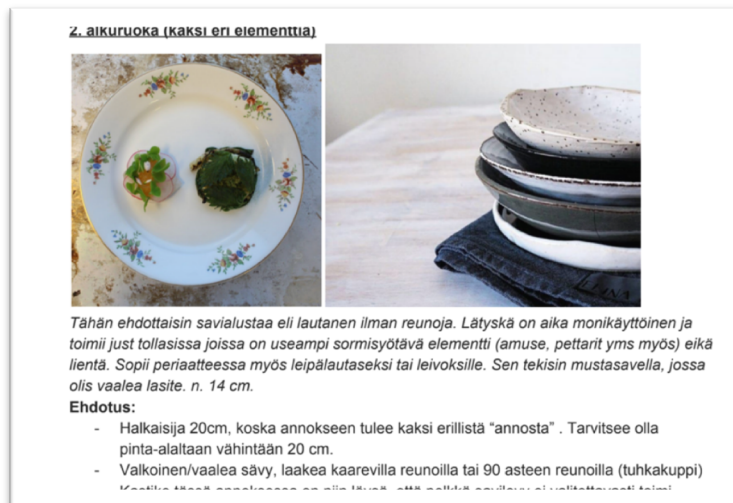 2. alkuruoka (kaksi eri elementtiä)
Tähän ehdottaisin savialustaa eli lautanen ilman reunoja. Lätyskä on aika monikäyttöinen ja
toimii just tollasissa joissa on useampi sormisyötävä elementti (amuse, pettarit yms myös) eikä
lientä. Sopii periaatteessa myös leipälautaseksi tai leivoksille. Sen tekisin mustasavella, jossa
olis vaalea lasite. n. 14 cm.
Ehdotus:
- Halkaisija 20cm, koska annokseen tulee kaksi erillistä “annosta” . Tarvitsee olla
pinta-alaltaan vähintään 20 cm.
- Valkoinen/vaalea sävy, laakea kaarevilla reunoilla tai 90 asteen reunoilla (tuhkakuppi)